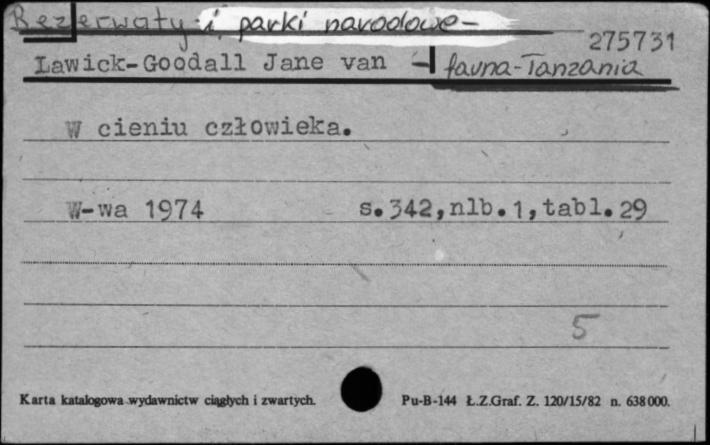 Rezerwaty i parki narodowe-
275731
Lawick-Goodall Jane van - fauna-Tanzania
W cieniu człowieka.
W-wa 1974 s.342,nlb.1,tabl.29
5
Karta katalogowa wydawnictw ciągłych i zwartych. Pu-B-144 Ł.Z.Graf. Z. 120/15/82 n. 638000.